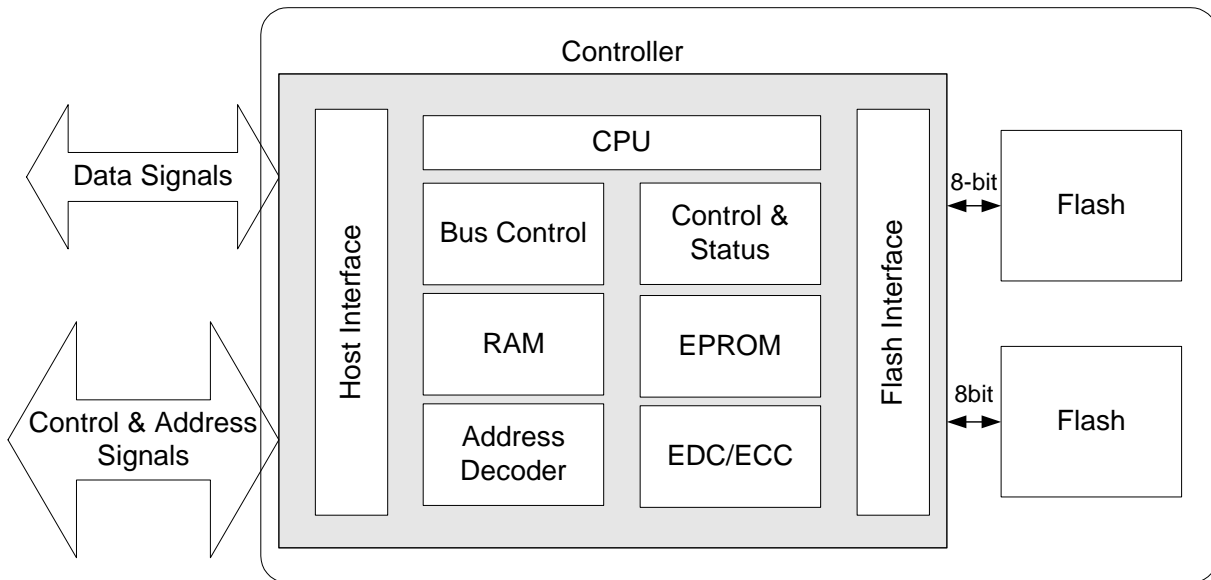 Controller
Data Signals
Control & Address
Signals
Host Interface
CPU
Bus Control
Control &
Status
RAM
EPROM
Address
Decoder
EDC/ECC
Flash Interface
8-bit
Flash
8bit
Flash